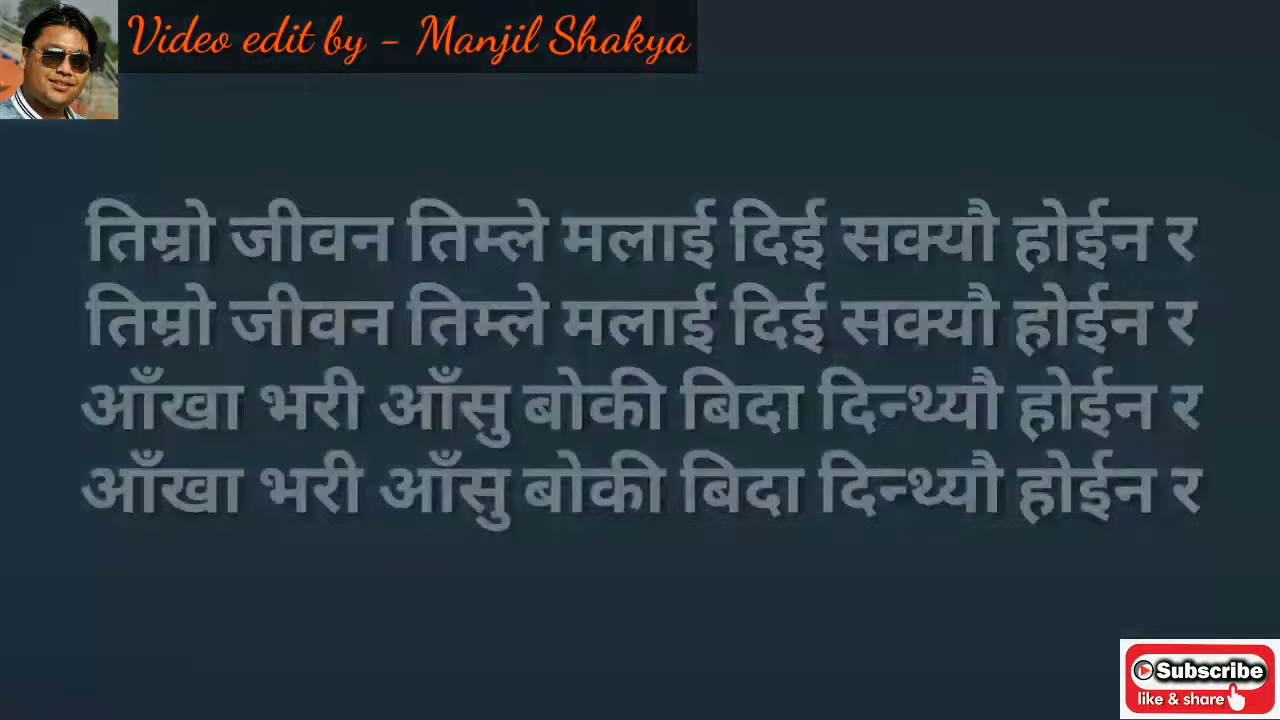 Video edit by - Manjil Shakya
तिम्रो जीवन तिम्ले मलाई दिई सक्यौ होईन र
तिम्रो जीवन तिम्ले मलाई दिई सक्यौ होईन र
आँखा भरी आँसु बोकी बिदा दिन्थ्यौ होईन र
आँखा भरी आँसु बोकी बिदा दिन्थ्यौ होईन र
Subscribe
like & share